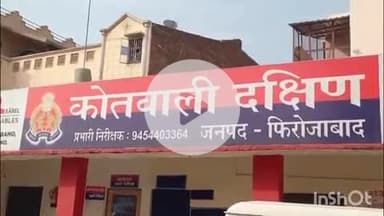 कोतवाली दक्षिण
प्रभारी निरीक्षक : 9454403364 जनपद - फिरोजाबाद
InShOt